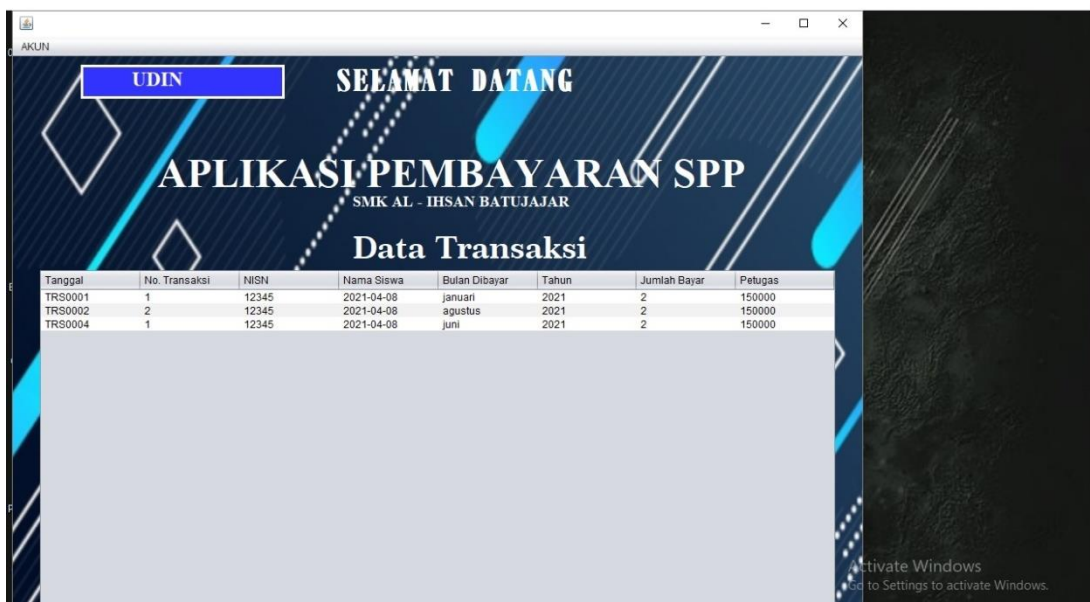 AKUN
UDIN
SELAMAT DATANG
APLIKASI PEMBAYARAN SPP
SMK AL - IHSAN BATUJAJAR
Data Transaksi
Tanggal No. Transaksi NISN Nama Siswa Bulan Dibayar Tahun Jumlah Bayar Petugas
TRS0001 1 12345 2021-04-08 januari 2021 2 150000
TRS0002 2 12345 2021-04-08 agustus 2021 2 150000
TRS0004 1 12345 2021-04-08 juni 2021 2 150000
Activate Windows
Go to Settings to activate Windows.